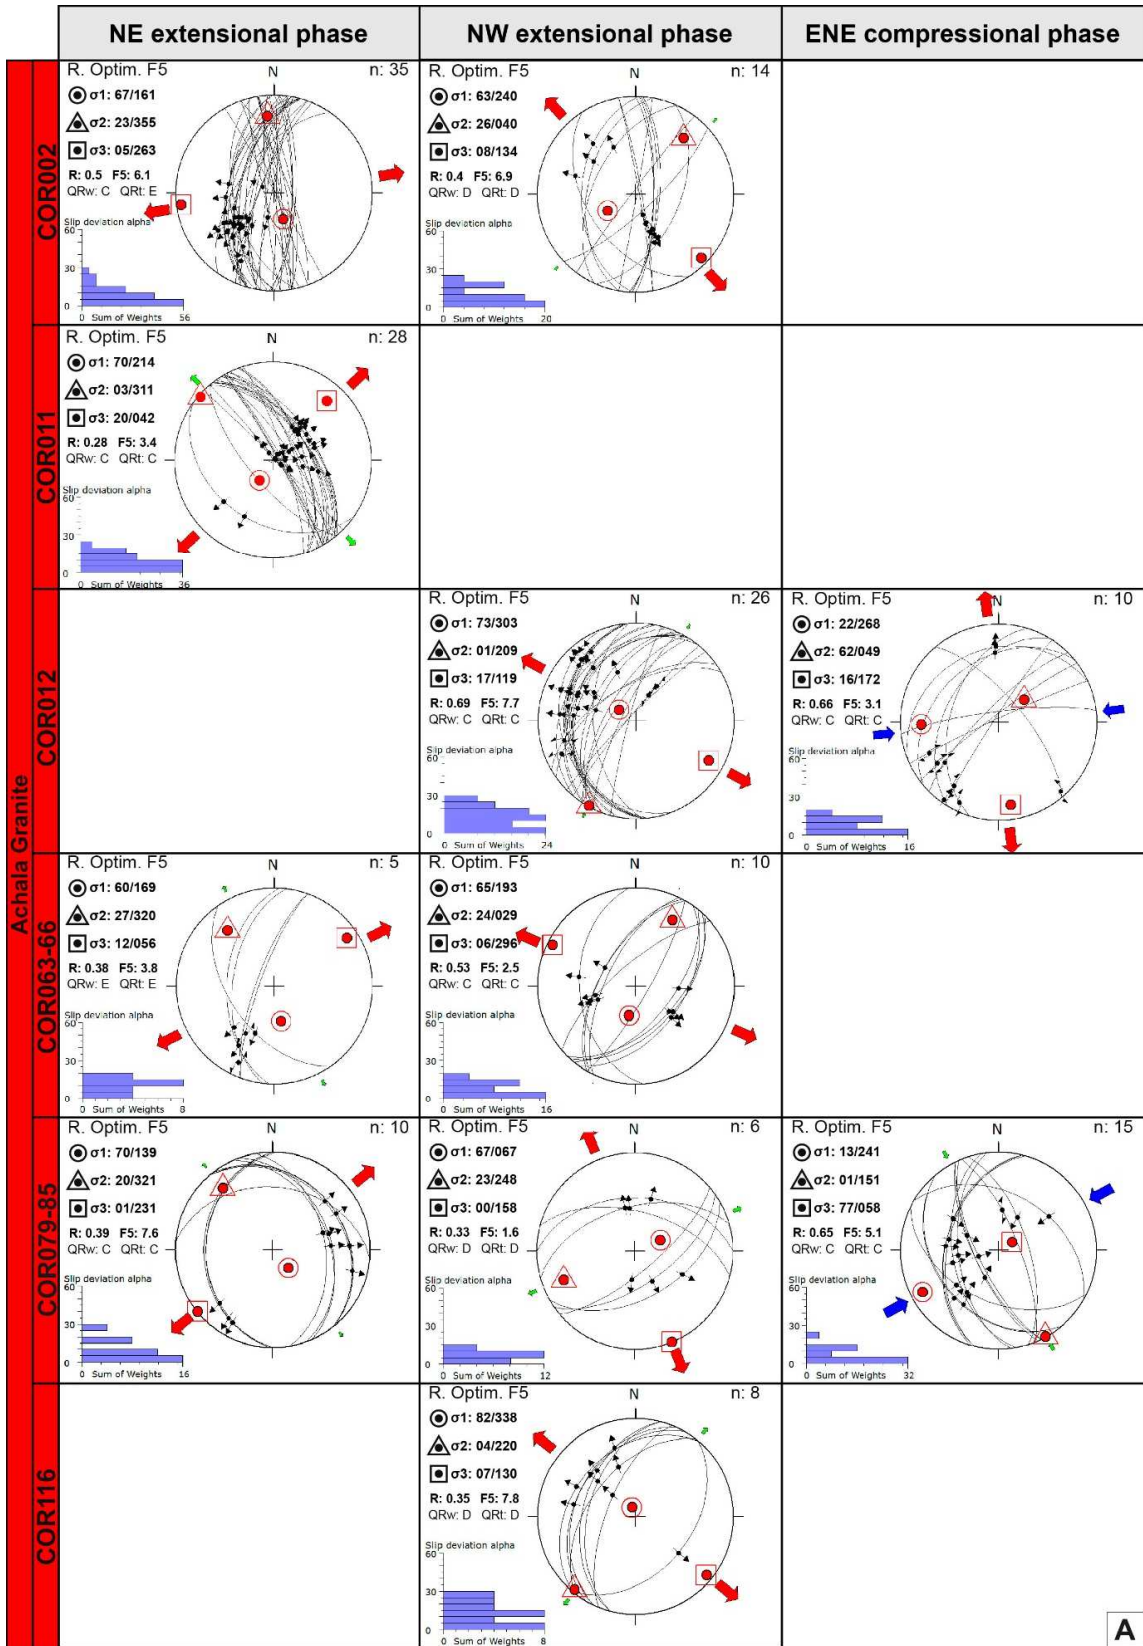 NE extensional phase
NW extensional phase
ENE compressional phase
Achala Granite
COR002
R. Optim. F5
N
n: 35
σ1: 67/161
σ2: 23/355
σ3: 05/263
R: 0.5 F5: 6.1
QRw: C QRt: E
Slip deviation alpha
60
30
0
0 Sum of Weights 56
R. Optim. F5
N
n: 14
σ1: 63/240
σ2: 26/040
σ3: 08/134
R: 0.4 F5: 6.9
QRw: D QRt: D
Slip deviation alpha
60
30
0
0 Sum of Weights 20
COR011
R. Optim. F5
N
n: 28
σ1: 70/214
σ2: 03/311
σ3: 20/042
R: 0.28 F5: 3.4
QRw: C QRt: C
Slip deviation alpha
60
30
0
0 Sum of Weights 36
COR012
R. Optim. F5
N
n: 26
σ1: 73/303
σ2: 01/209
σ3: 17/119
R: 0.69 F5: 7.7
QRw: C QRt: C
Slip deviation alpha
60
30
0
0 Sum of Weights 24
R. Optim. F5
N
n: 10
σ1: 22/268
σ2: 62/049
σ3: 16/172
R: 0.66 F5: 3.1
QRw: C QRt: C
Slip deviation alpha
60
30
0
0 Sum of Weights 16
COR063-66
R. Optim. F5
N
n: 5
σ1: 60/169
σ2: 27/320
σ3: 12/056
R: 0.38 F5: 3.8
QRw: E QRt: E
Slip deviation alpha
60
30
0
0 Sum of Weights 8
R. Optim. F5
N
n: 10
σ1: 65/193
σ2: 24/029
σ3: 06/296
R: 0.53 F5: 2.5
QRw: C QRt: C
Slip deviation alpha
60
30
0
0 Sum of Weights 16
COR079-85
R. Optim. F5
N
n: 10
σ1: 70/139
σ2: 20/321
σ3: 01/231
R: 0.39 F5: 7.6
QRw: C QRt: C
Slip deviation alpha
60
30
0
0 Sum of Weights 16
R. Optim. F5
N
n: 6
σ1: 67/067
σ2: 23/248
σ3: 00/158
R: 0.33 F5: 1.6
QRw: D QRt: D
Slip deviation alpha
60
30
0
0 Sum of Weights 12
R. Optim. F5
N
n: 15
σ1: 13/241
σ2: 01/151
σ3: 77/058
R: 0.65 F5: 5.1
QRw: C QRt: C
Slip deviation alpha
60
30
0
0 Sum of Weights 32
COR116
R. Optim. F5
N
n: 8
σ1: 82/338
σ2: 04/220
σ3: 07/130
R: 0.35 F5: 7.8
QRw: D QRt: D
Slip deviation alpha
60
30
0
0 Sum of Weights 8
A